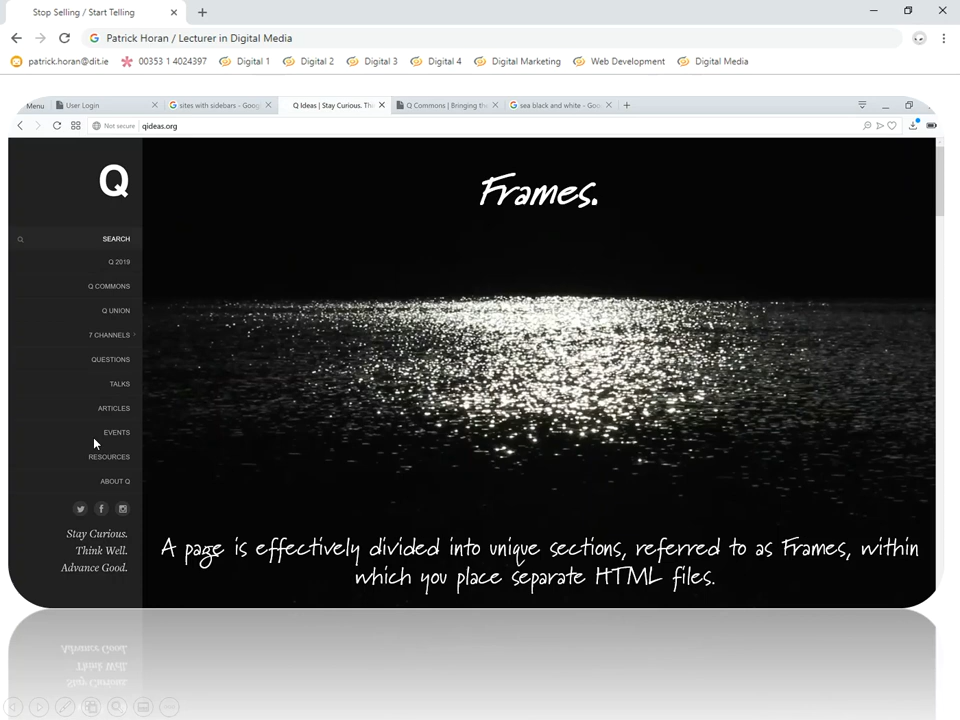 Stop Selling / Start Telling
Patrick Horan / Lecturer in Digital Media
patrick.horan@dit.ie 00353 1 4024397 Digital 1 Digital 2 Digital 3 Digital 4 Digital Marketing Web Development Digital Media
Menu User Login sites with sidebars - Goog Q Ideas | Stay Curious. Thi Q Commons | Bringing th sea black and white - Goo
Not secure qideas.org
Q
Frames.
SEARCH
Q 2019
Q COMMONS
Q UNION
7 CHANNELS
QUESTIONS
TALKS
ARTICLES
EVENTS
RESOURCES
ABOUT Q
Stay Curious.
Think Well.
Advance Good.
A page is effectively divided into unique sections, referred to as Frames, within
which you place separate HTML files.